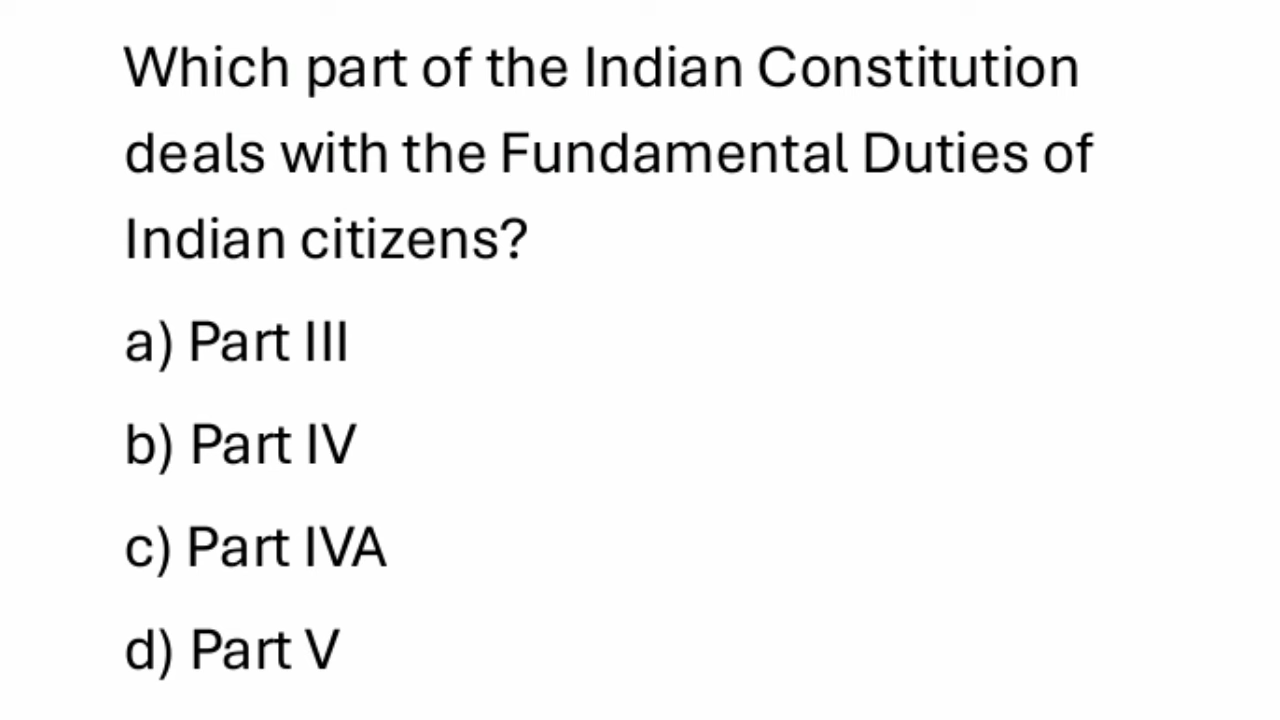 Which part of the Indian Constitution
deals with the Fundamental Duties of
Indian citizens?
a) Part III
b) Part IV
c) Part IVA
d) Part V